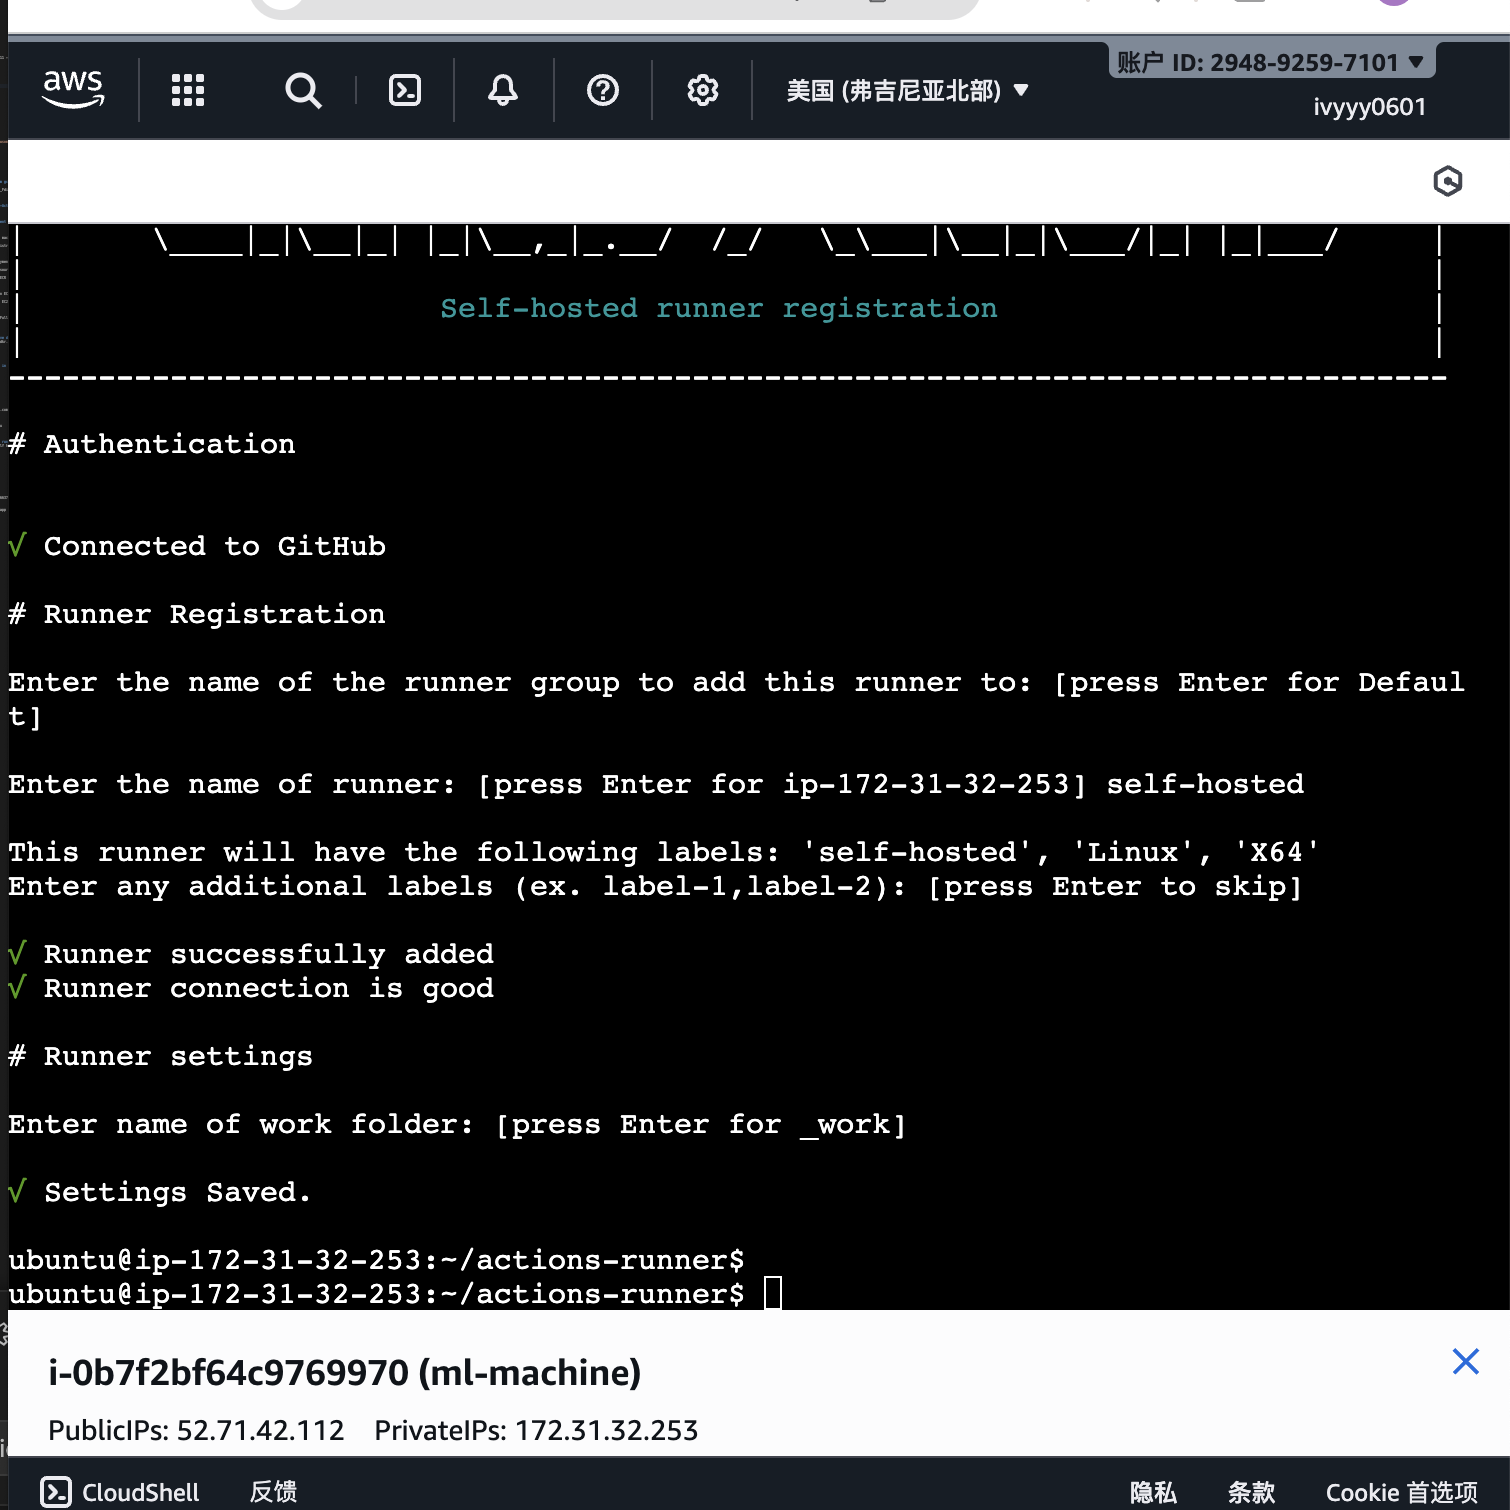 账户 ID: 2948-9259-7101
aws
美国 (弗吉尼亚北部)
ivyyy0601
Self-hosted runner registration
# Authentication
√ Connected to GitHub
# Runner Registration
Enter the name of the runner group to add this runner to: [press Enter for Defaul
t]
Enter the name of runner: [press Enter for ip-172-31-32-253] self-hosted
This runner will have the following labels: 'self-hosted', 'Linux', 'X64'
Enter any additional labels (ex. label-1,label-2): [press Enter to skip]
√ Runner successfully added
√ Runner connection is good
# Runner settings
Enter name of work folder: [press Enter for _work]
√ Settings Saved.
ubuntu@ip-172-31-32-253:~/actions-runner$
ubuntu@ip-172-31-32-253:~/actions-runner$
i-0b7f2bf64c9769970 (ml-machine)
PublicIPs: 52.71.42.112 PrivateIPs: 172.31.32.253
CloudShell 反馈 隐私 条款 Cookie 首选项